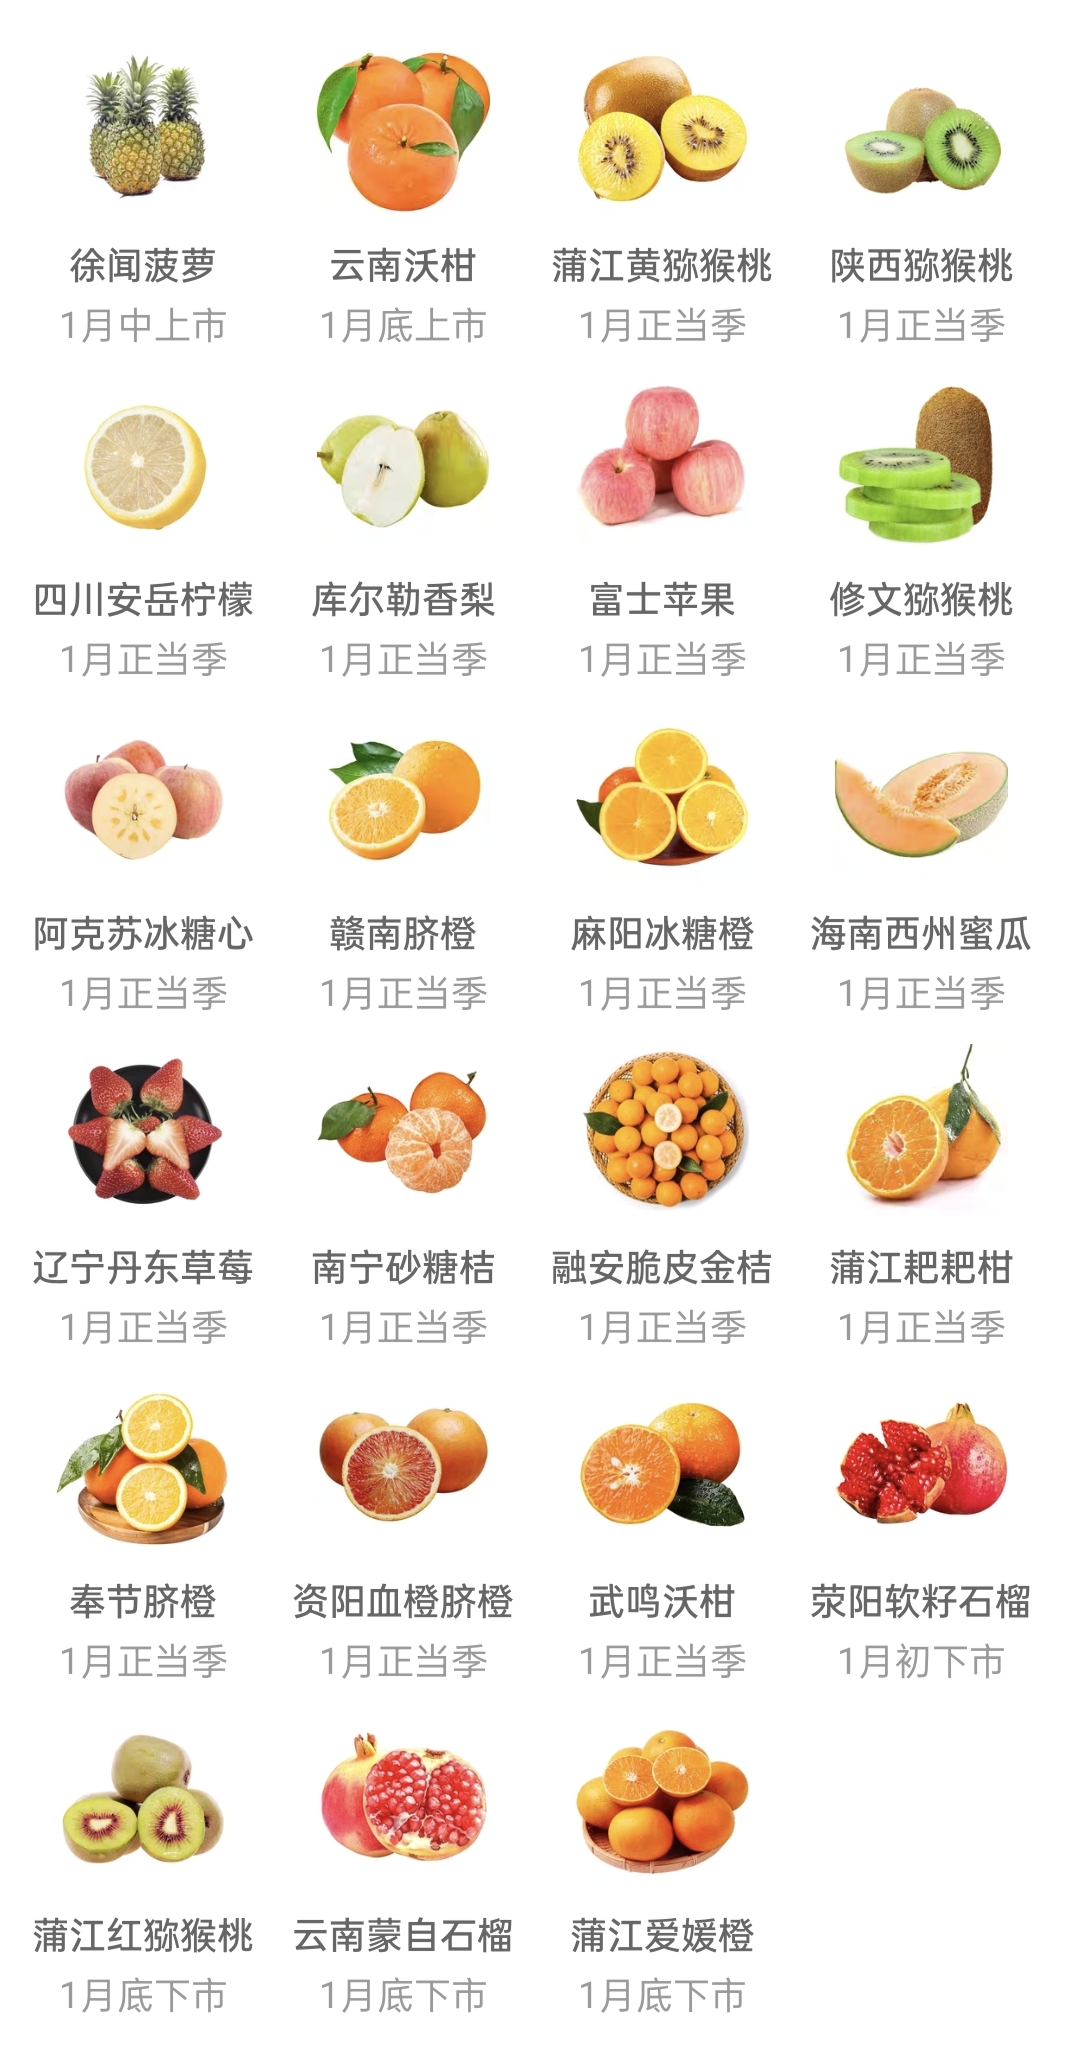 徐闻菠萝
1月中上市
云南沃柑
1月底上市
蒲江黄猕猴桃
1月正当季
陕西猕猴桃
1月正当季
四川安岳柠檬
1月正当季
库尔勒香梨
1月正当季
富士苹果
1月正当季
修文猕猴桃
1月正当季
阿克苏冰糖心
1月正当季
赣南脐橙
1月正当季
麻阳冰糖橙
1月正当季
海南西州蜜瓜
1月正当季
辽宁丹东草莓
1月正当季
南宁砂糖桔
1月正当季
融安脆皮金桔
1月正当季
蒲江耙耙柑
1月正当季
奉节脐橙
1月正当季
资阳血橙脐橙
1月正当季
武鸣沃柑
1月正当季
荥阳软籽石榴
1月初下市
蒲江红猕猴桃
1月底下市
云南蒙自石榴
1月底下市
蒲江爱媛橙
1月底下市